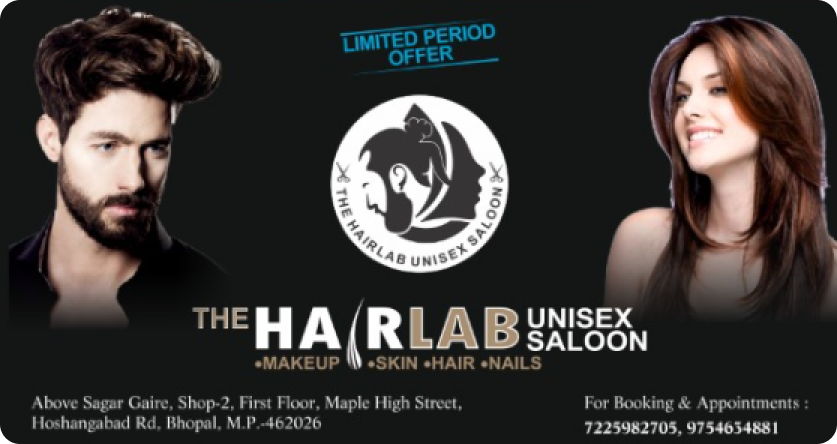 LIMITED PERIOD
OFFER
THE HAIRLAB UNISEX SALOON
THE HAIRLAB UNISEX
SALOON
•MAKEUP •SKIN •HAIR •NAILS
Above Sagar Gaire, Shop-2, First Floor, Maple High Street,
Hoshangabad Rd, Bhopal, M.P.-462026
For Booking & Appointments :
7225982705, 9754634881